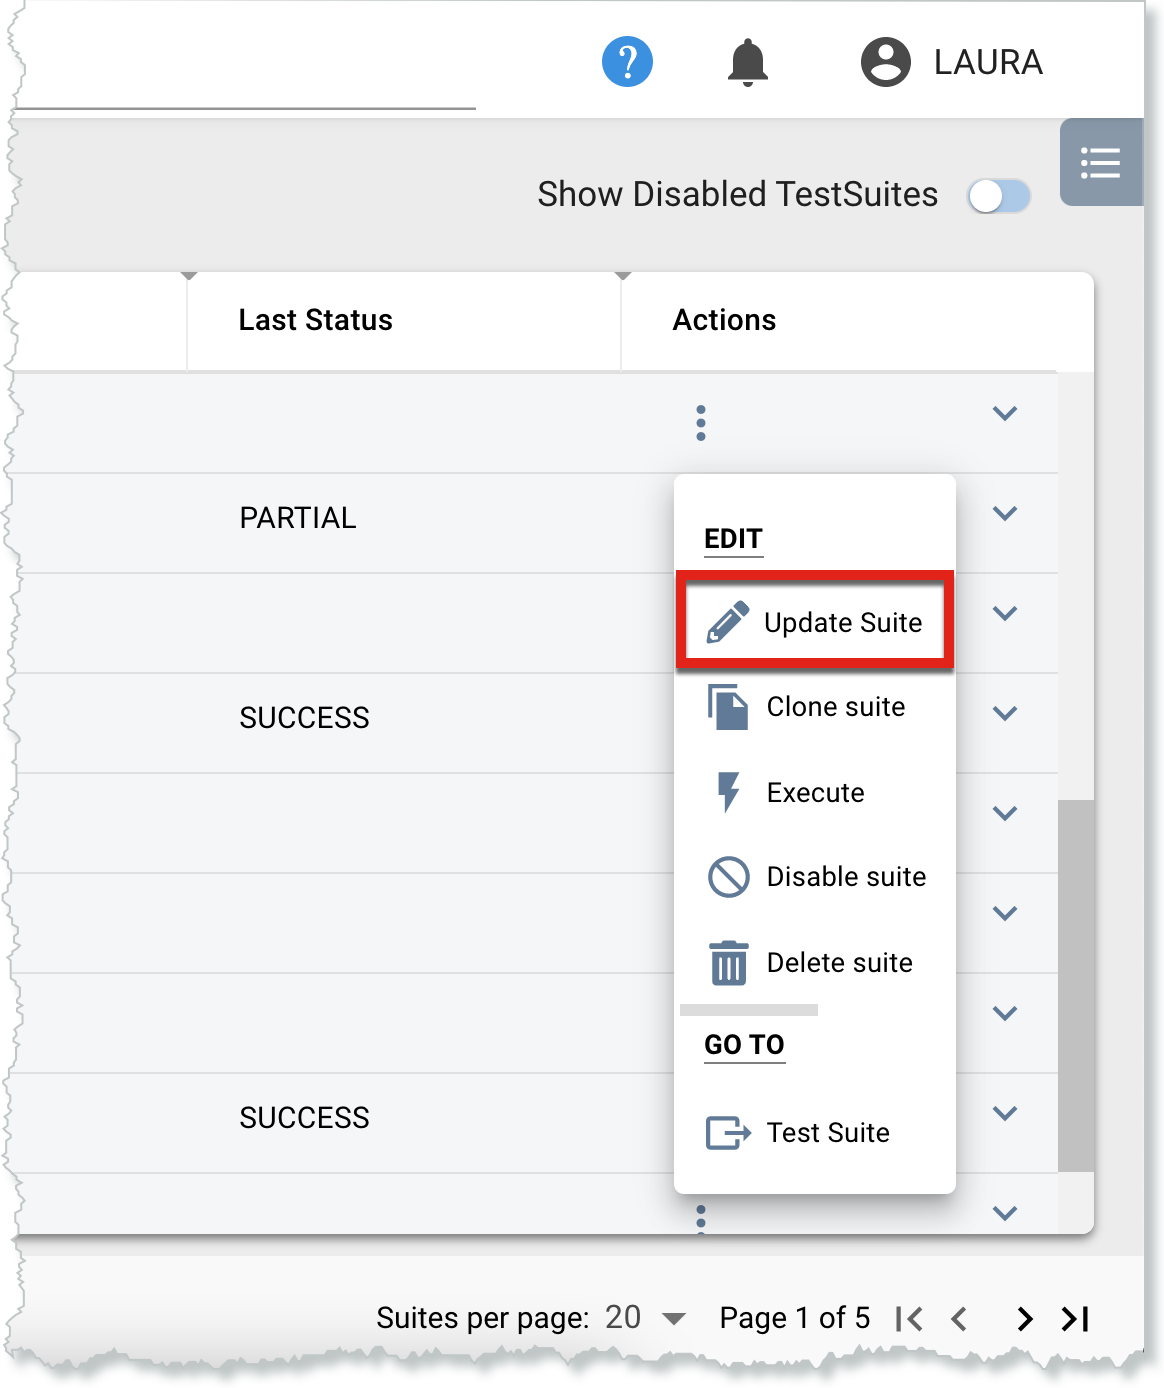 ? LAURA
Show Disabled TestSuites
Last Status Actions
PARTIAL
EDIT
Update Suite
SUCCESS
Clone suite
Execute
Disable suite
Delete suite
GO TO
SUCCESS
Test Suite
Suites per page: 20 Page 1 of 5